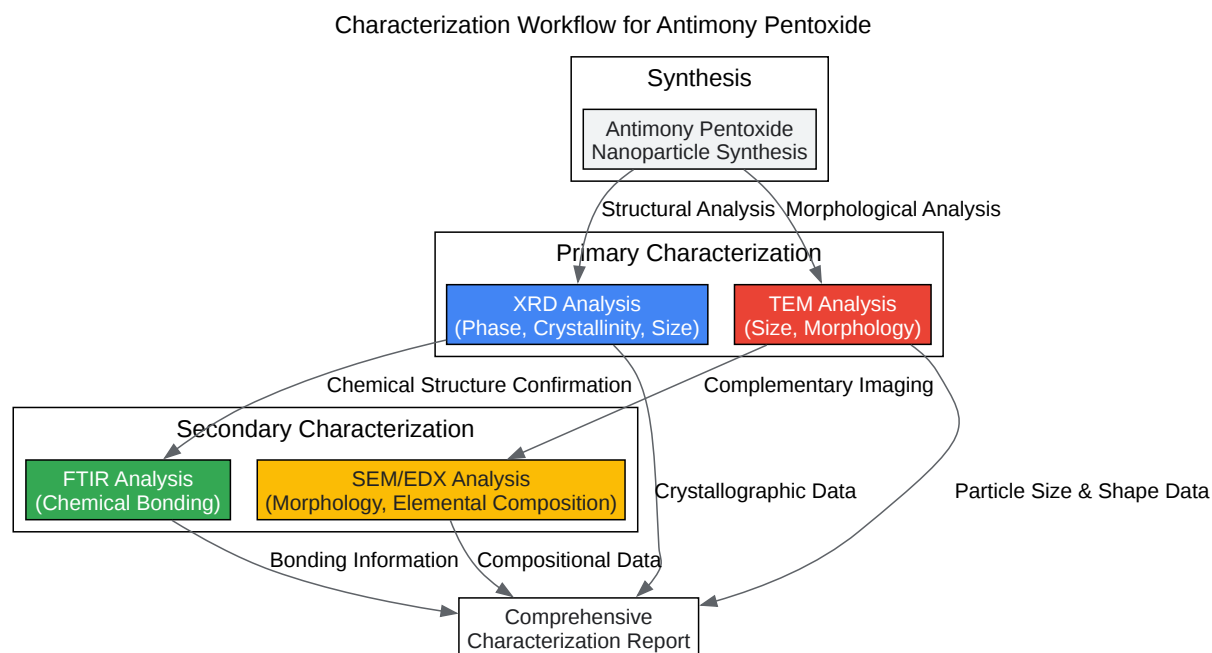 Characterization Workflow for Antimony Pentoxide
Synthesis
Antimony Pentoxide
Nanoparticle Synthesis
Structural Analysis
Morphological Analysis
Primary Characterization
XRD Analysis
(Phase, Crystallinity, Size)
TEM Analysis
(Size, Morphology)
Chemical Structure Confirmation
Complementary Imaging
Secondary Characterization
FTIR Analysis
(Chemical Bonding)
SEM/EDX Analysis
(Morphology, Elemental Composition)
Crystallographic Data
Particle Size & Shape Data
Bonding Information
Compositional Data
Comprehensive
Characterization Report